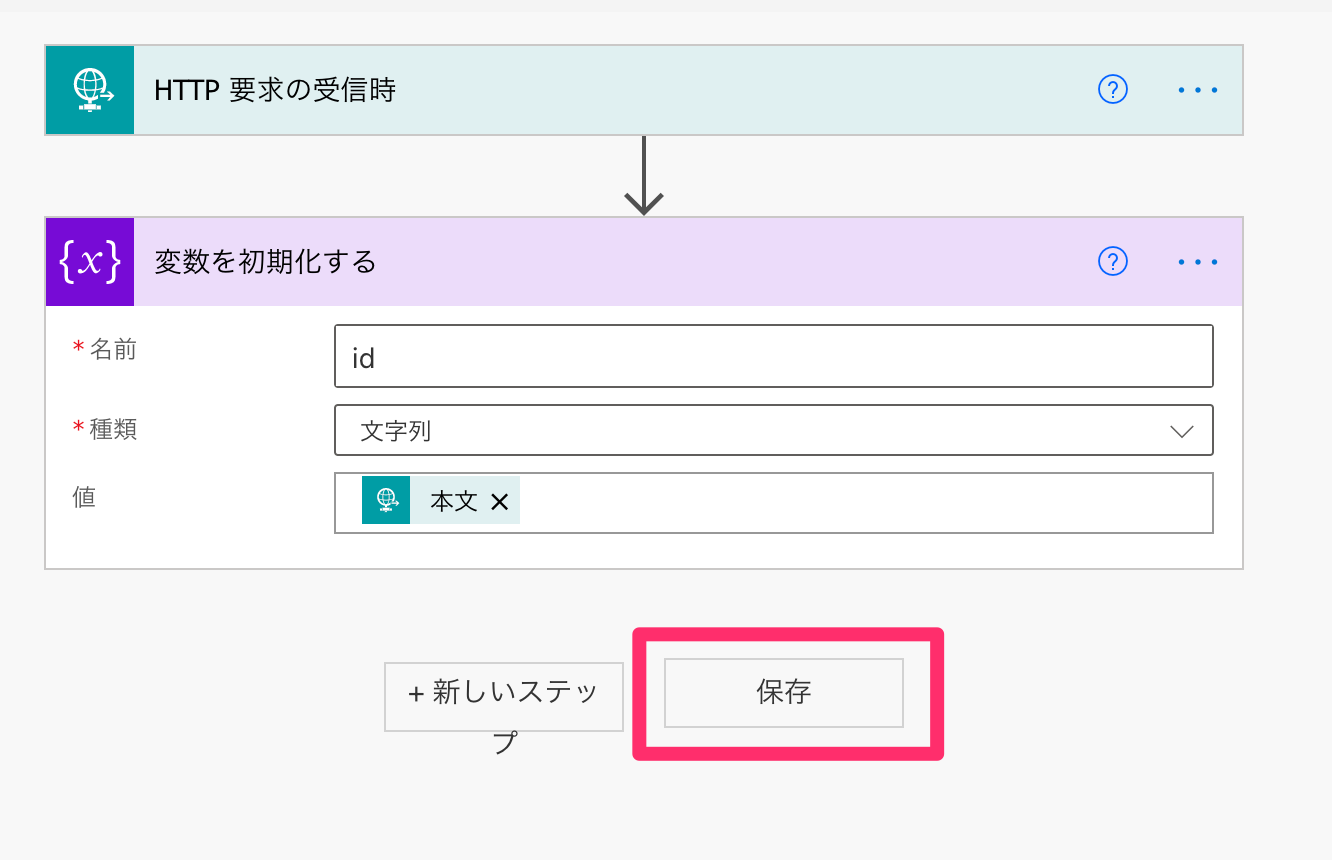 HTTP 要求の受信時
{x} 変数を初期化する
* 名前
id
* 種類
文字列
値
本文
+ 新しいステッ
プ
保存